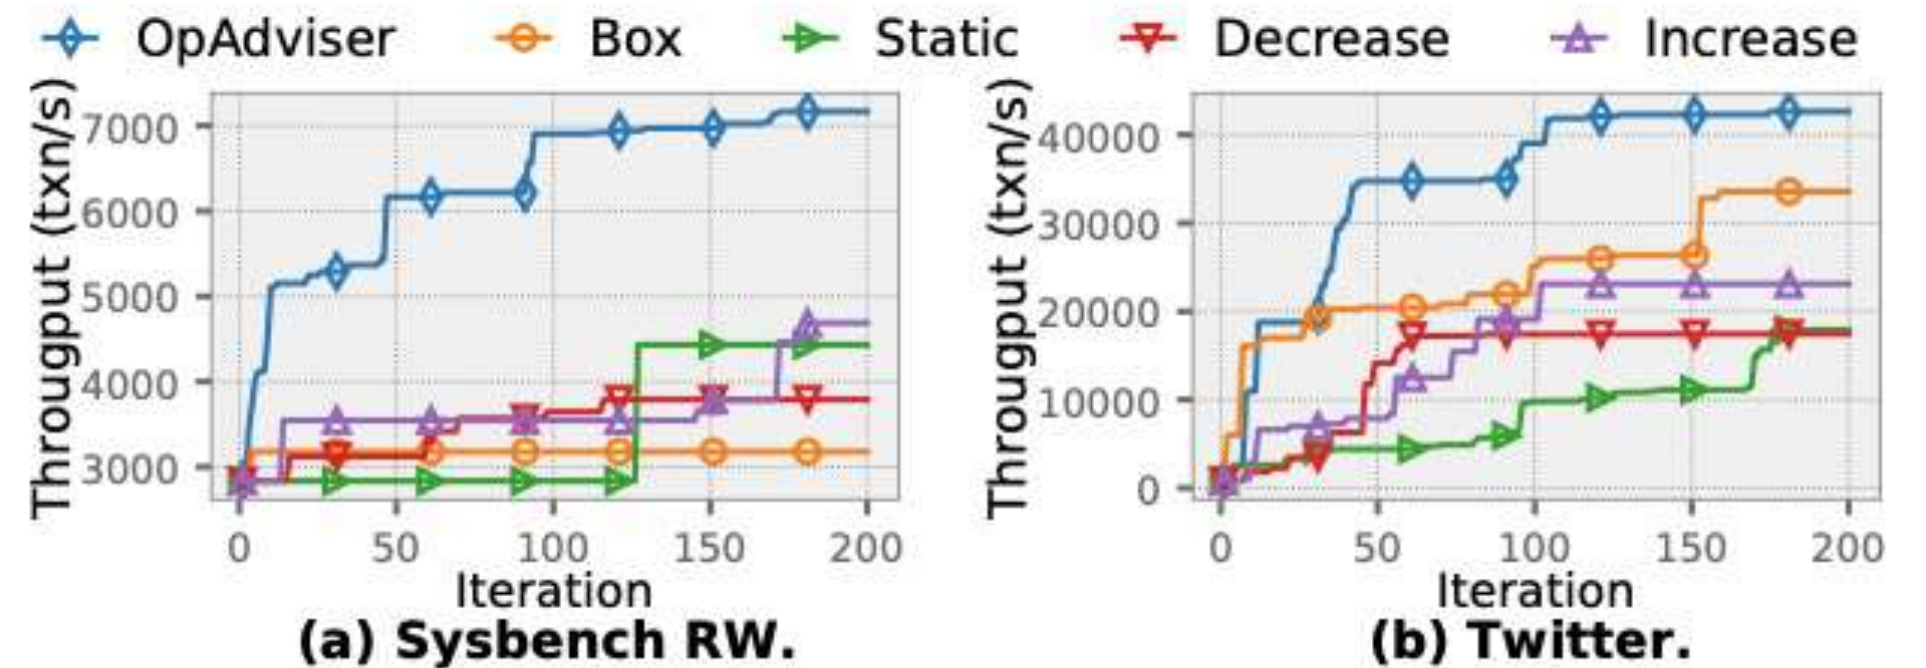 OpAdviser Box Static Decrease Increase
Througput (txn/s)
7000
6000
5000
4000
3000
0 50 100 150 200
Iteration
(a) Sysbench RW.
Througput (txn/s)
40000
30000
20000
10000
0
0 50 100 150 200
Iteration
(b) Twitter.